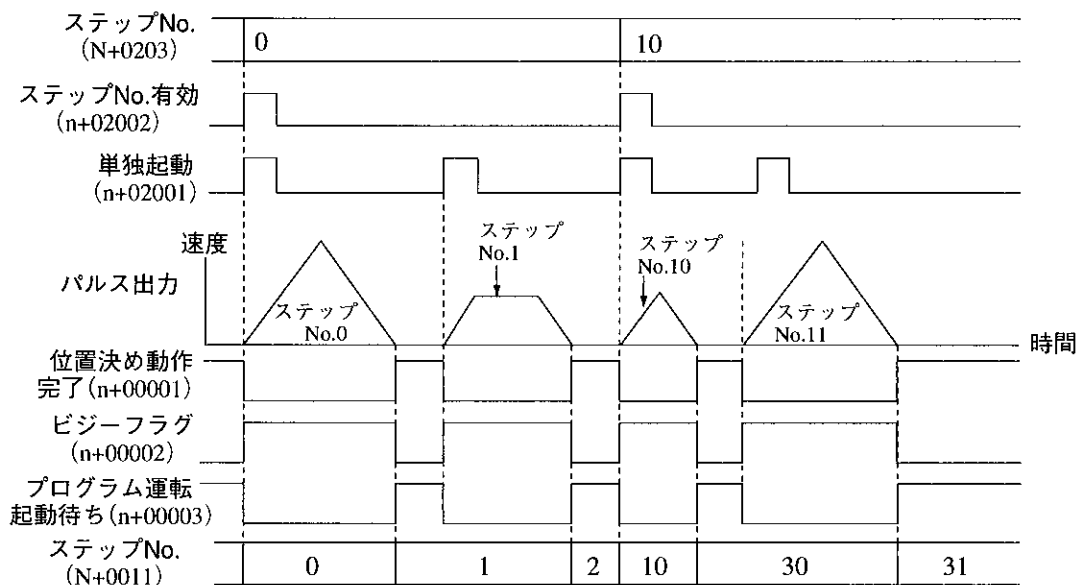 ステップNo.
(N+0203)
0
10
ステップNo.有効
(n+02002)
単独起動
(n+02001)
速度
パルス出力
ステップ
No.0
ステップ
No.1
ステップ
No.10
ステップ
No.11
時間
位置決め動作
完了(n+00001)
ビジーフラグ
(n+00002)
プログラム運転
起動待ち(n+00003)
ステップNo.
(N+0011)
0
1
2
10
30
31